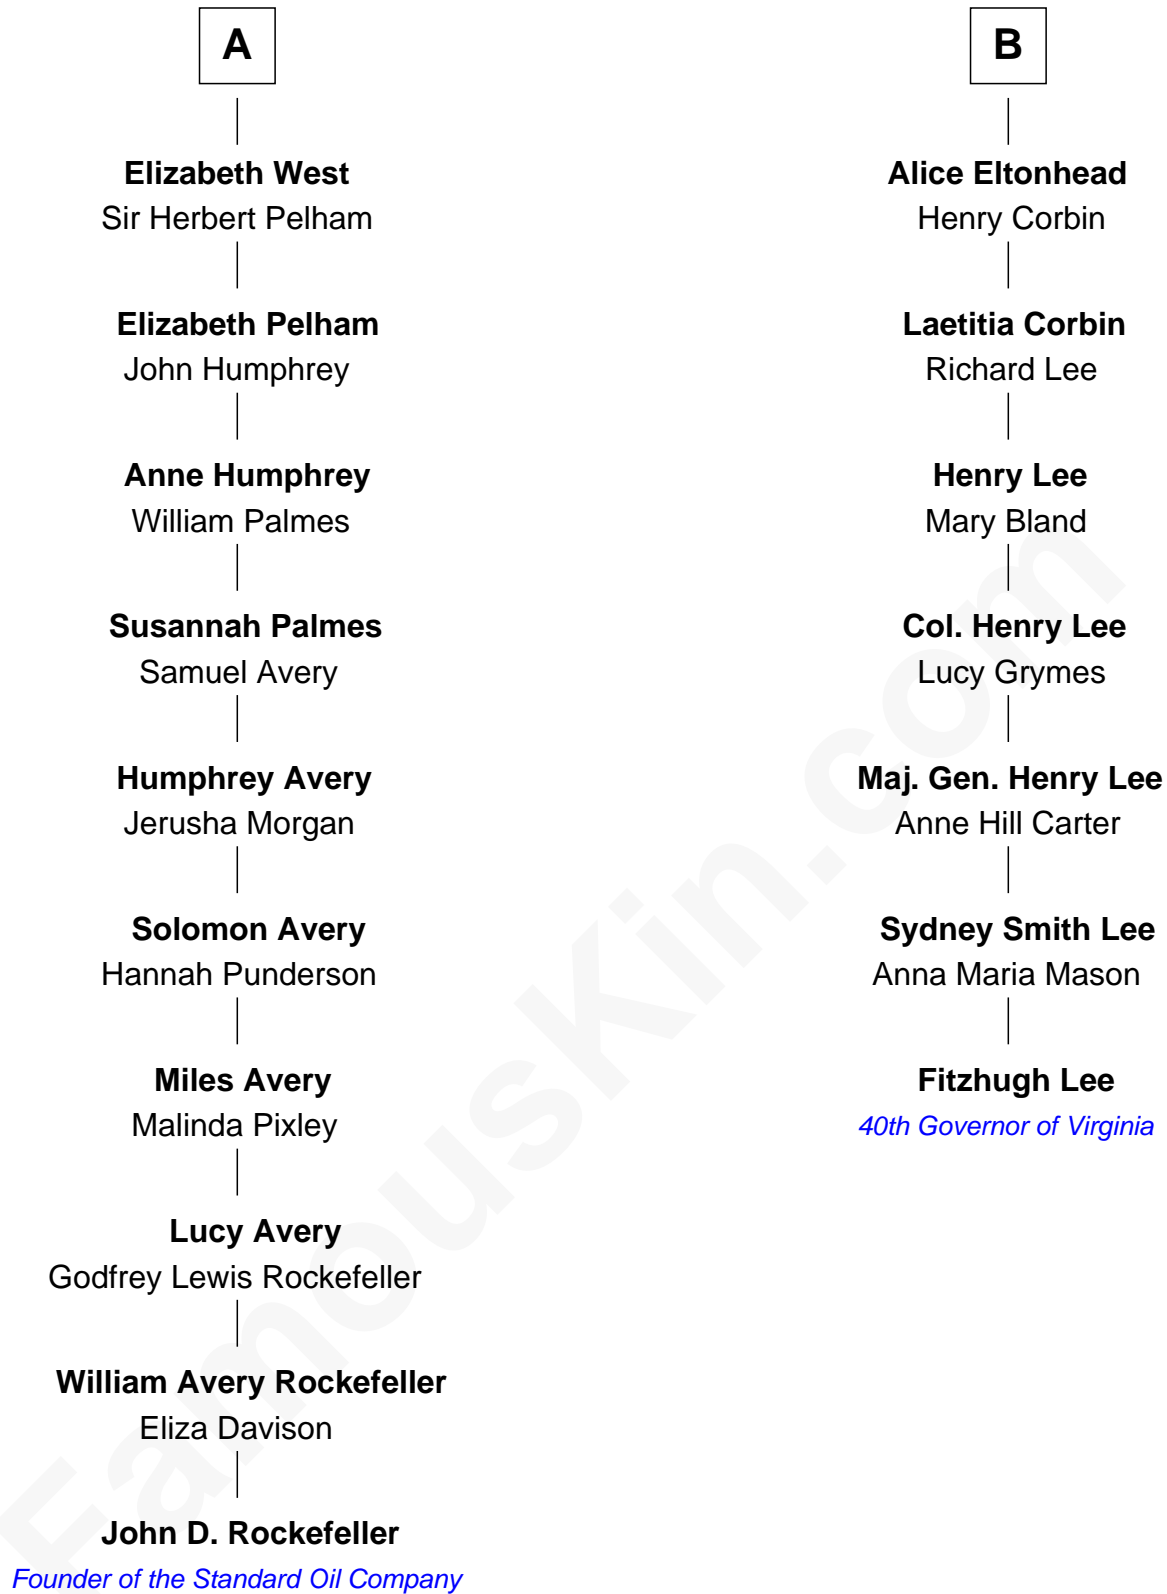 A
Elizabeth West
Sir Herbert Pelham
Elizabeth Pelham
John Humphrey
Anne Humphrey
William Palmes
Susannah Palmes
Samuel Avery
Humphrey Avery
Jerusha Morgan
Solomon Avery
Hannah Punderson
Miles Avery
Malinda Pixley
Lucy Avery
Godfrey Lewis Rockefeller
William Avery Rockefeller
Eliza Davison
John D. Rockefeller
Founder of the Standard Oil Company
B
Alice Eltonhead
Henry Corbin
Laetitia Corbin
Richard Lee
Henry Lee
Mary Bland
Col. Henry Lee
Lucy Grymes
Maj. Gen. Henry Lee
Anne Hill Carter
Sydney Smith Lee
Anna Maria Mason
Fitzhugh Lee
40th Governor of Virginia
FamousKin.com